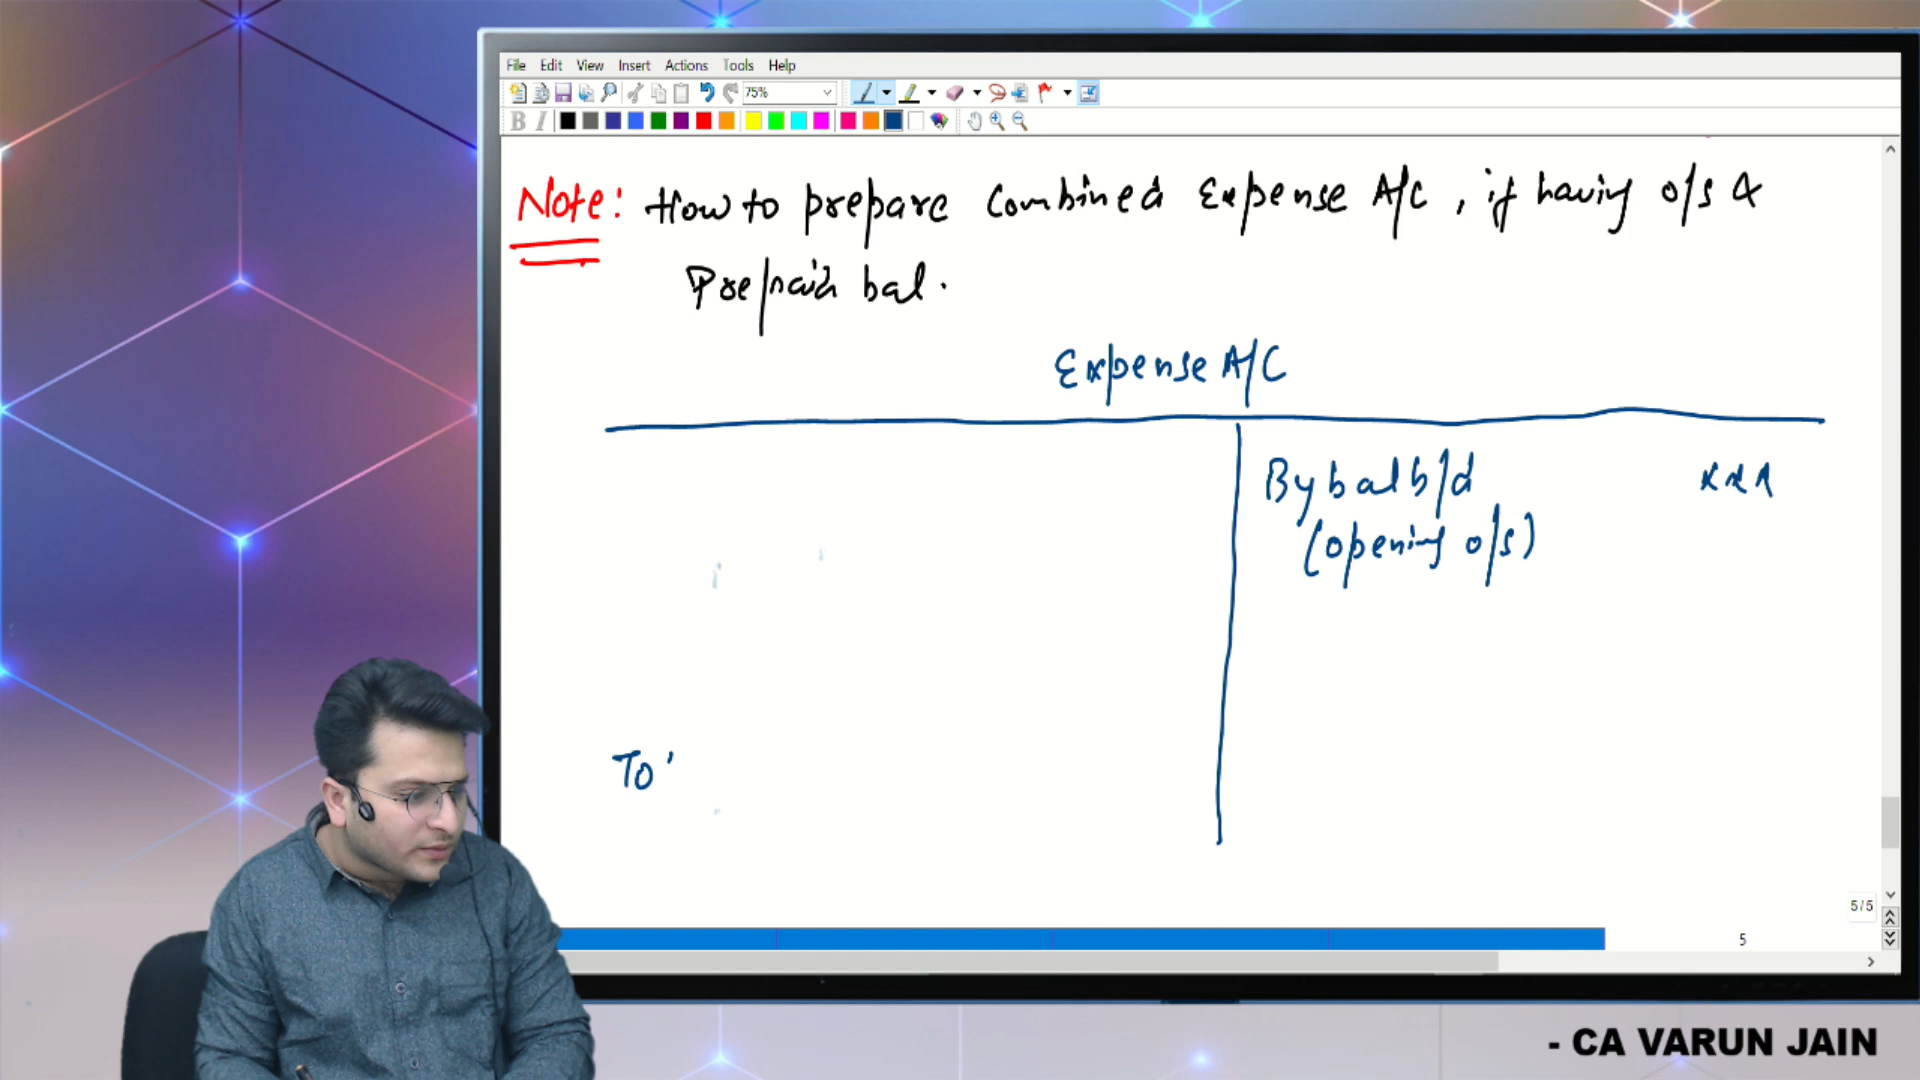 File Edit View Insert Actions Tools Help
75%
B I
Note: How to prepare Combined Expense A/C, if having o/s &
Prepaid bal.
Expense A/C
By bal b/d xxx
(opening o/s)
To
5/5
5
- CA VARUN JAIN